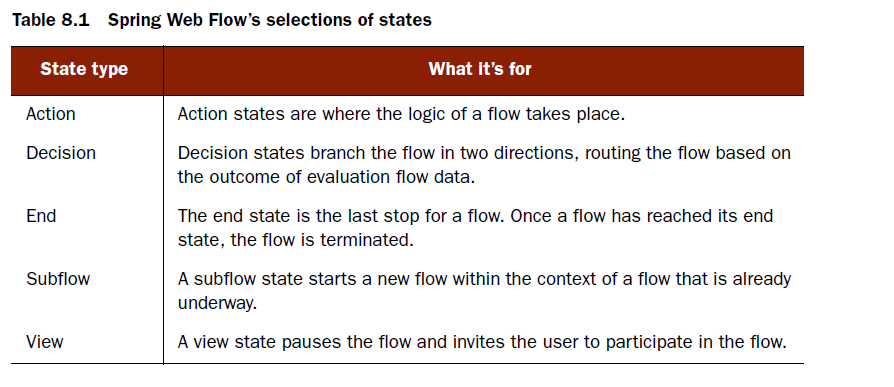 Table 8.1 Spring Web Flow's selections of states
State type What it's for
Action Action states are where the logic of a flow takes place.
Decision Decision states branch the flow in two directions, routing the flow based on
the outcome of evaluation flow data.
End The end state is the last stop for a flow. Once a flow has reached its end
state, the flow is terminated.
Subflow A subflow state starts a new flow within the context of a flow that is already
underway.
View A view state pauses the flow and invites the user to participate in the flow.